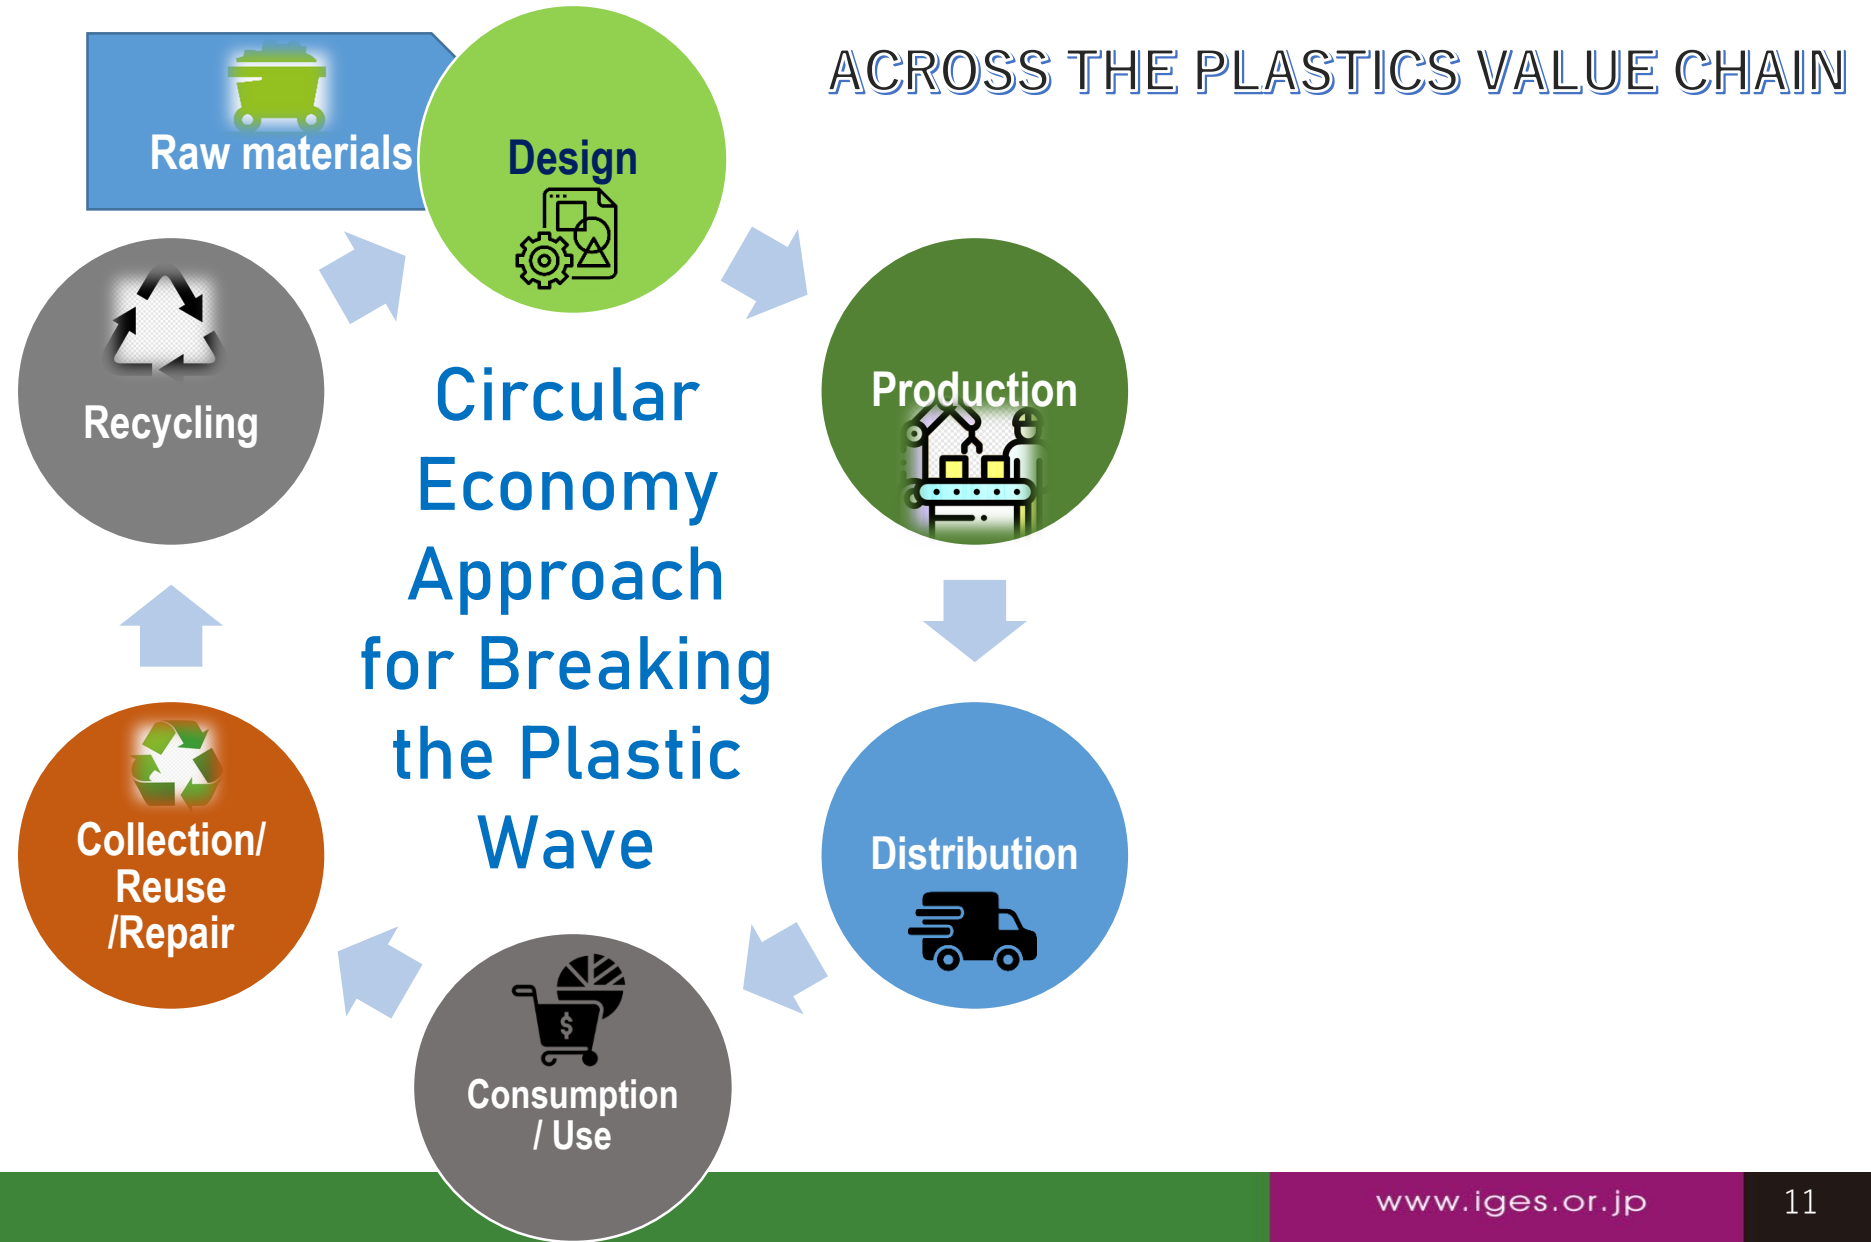 ACROSS THE PLASTICS VALUE CHAIN
Raw materials
Design
Production
Distribution
Consumption
/ Use
Collection/
Reuse
/Repair
Recycling
Circular
Economy
Approach
for Breaking
the Plastic
Wave
$
www.iges.or.jp
11